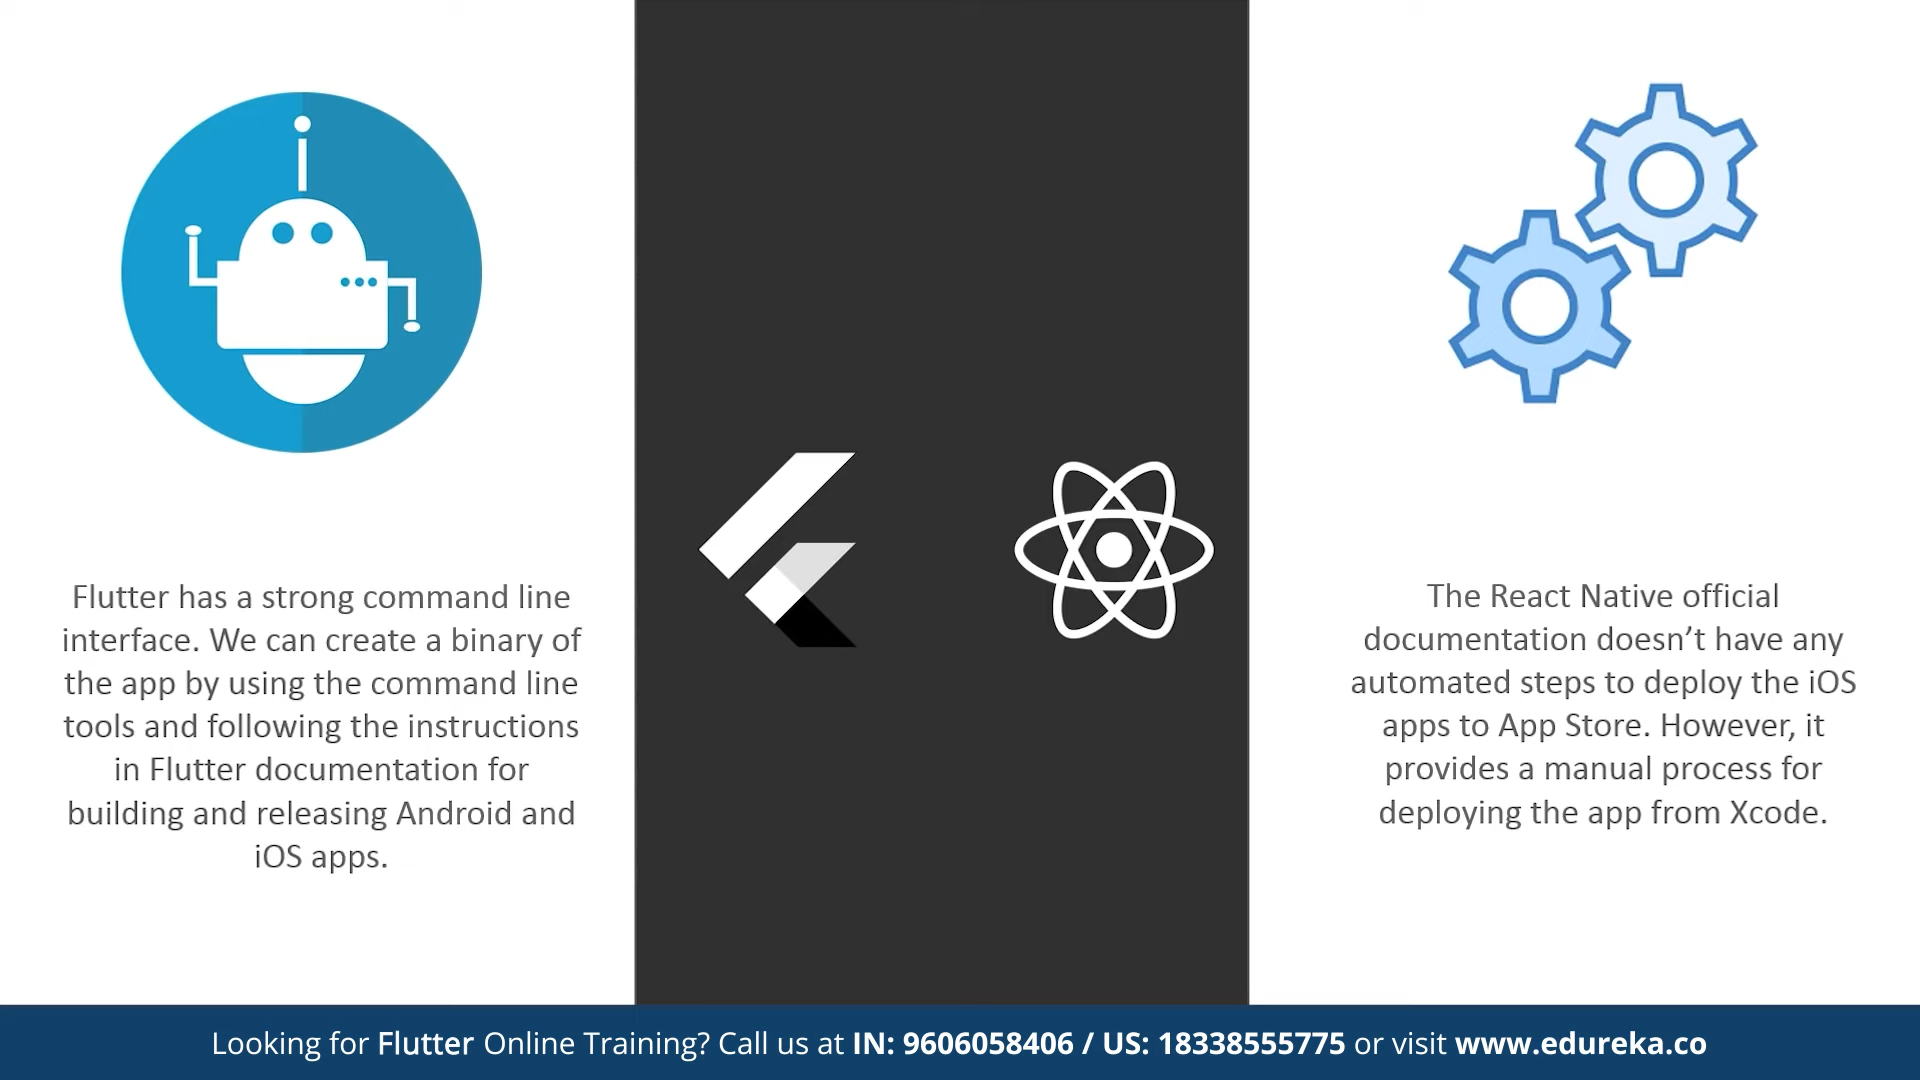 Flutter has a strong command line
interface. We can create a binary of
the app by using the command line
tools and following the instructions
in Flutter documentation for
building and releasing Android and
iOS apps.
The React Native official
documentation doesn’t have any
automated steps to deploy the iOS
apps to App Store. However, it
provides a manual process for
deploying the app from Xcode.
Looking for Flutter Online Training? Call us at IN: 9606058406 / US: 18338555775 or visit www.edureka.co